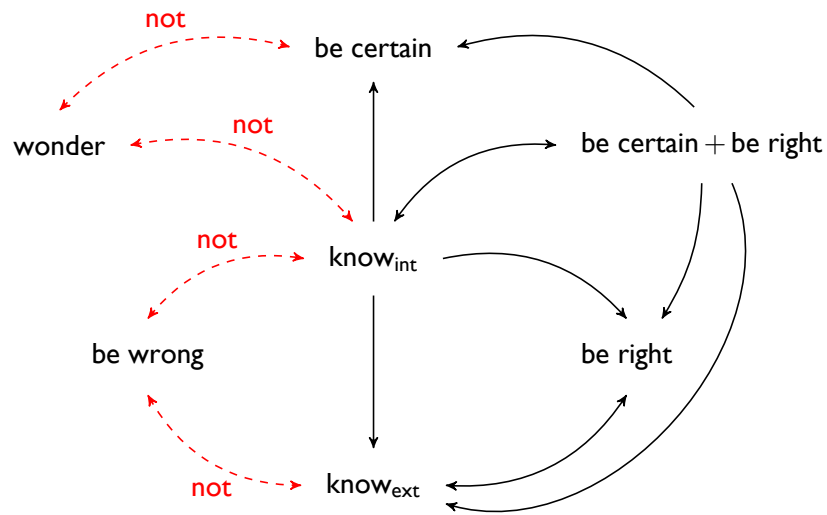 not
be certain
not
wonder
be certain + be right
not
know_int
be wrong
be right
not
know_ext